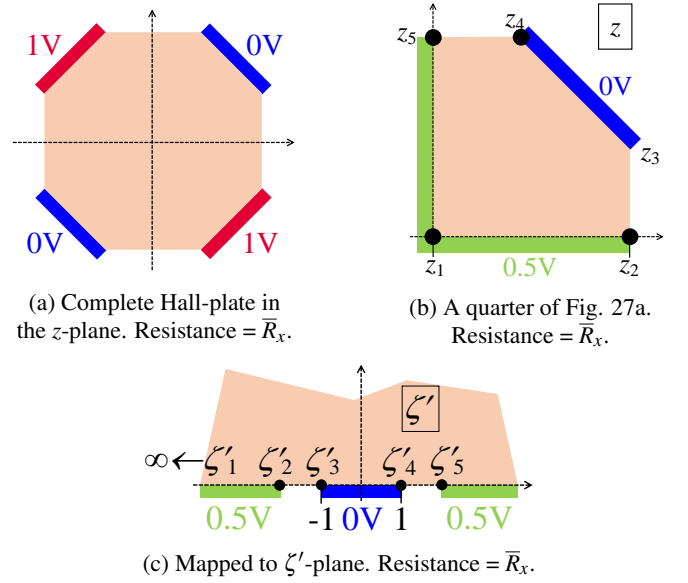 1V
0V
0V
1V
(a) Complete Hall-plate in
the z-plane. Resistance = R̅ₓ.
z₅
z₄
z
0V
z₃
z₁
0.5V
z₂
(b) A quarter of Fig. 27a.
Resistance = R̅ₓ.
ζ′
∞←ζ′₁ ζ′₂ ζ′₃ ζ′₄ ζ′₅
0.5V -1 0V 1 0.5V
(c) Mapped to ζ′-plane. Resistance = R̅ₓ.